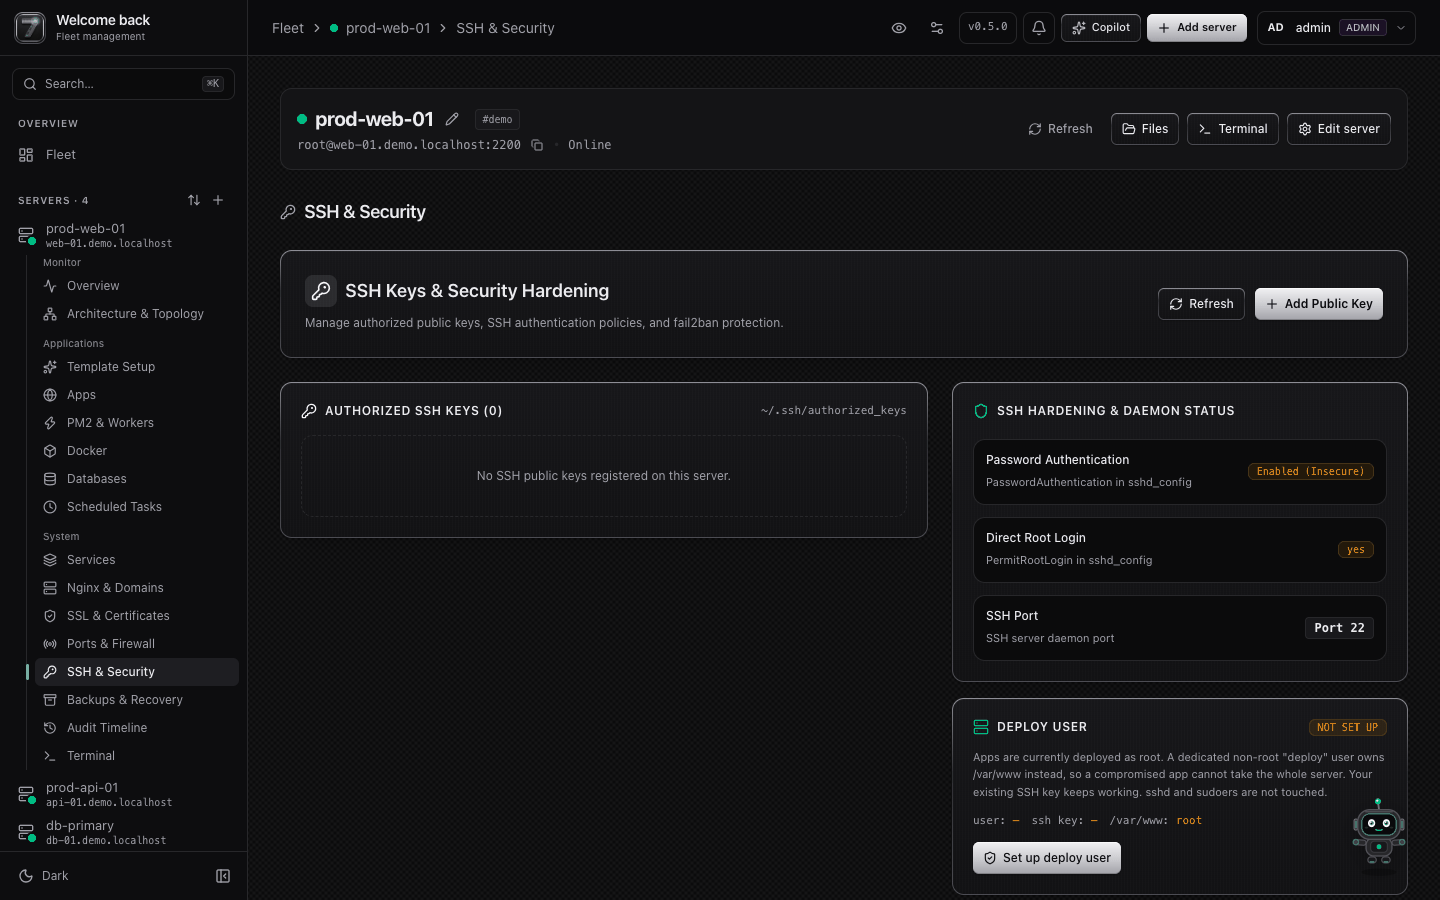 Welcome back
Fleet management
Search...
⌘K
OVERVIEW
Fleet
SERVERS · 4
prod-web-01
web-01.demo.localhost
Monitor
Overview
Architecture & Topology
Applications
Template Setup
Apps
PM2 & Workers
Docker
Databases
Scheduled Tasks
System
Services
Nginx & Domains
SSL & Certificates
Ports & Firewall
SSH & Security
Backups & Recovery
Audit Timeline
Terminal
prod-api-01
api-01.demo.localhost
db-primary
db-01.demo.localhost
Dark
Fleet > prod-web-01 > SSH & Security
v0.5.0
Copilot
+ Add server
AD admin ADMIN
prod-web-01 #demo
root@web-01.demo.localhost:2200 · Online
Refresh
Files
Terminal
Edit server
SSH & Security
SSH Keys & Security Hardening
Manage authorized public keys, SSH authentication policies, and fail2ban protection.
Refresh
+ Add Public Key
AUTHORIZED SSH KEYS (0)
~/.ssh/authorized_keys
No SSH public keys registered on this server.
SSH HARDENING & DAEMON STATUS
Password Authentication
PasswordAuthentication in sshd_config
Enabled (Insecure)
Direct Root Login
PermitRootLogin in sshd_config
yes
SSH Port
SSH server daemon port
Port 22
DEPLOY USER
NOT SET UP
Apps are currently deployed as root. A dedicated non-root "deploy" user owns
/var/www instead, so a compromised app cannot take the whole server. Your
existing SSH key keeps working. sshd and sudoers are not touched.
user: — ssh key: — /var/www: root
Set up deploy user